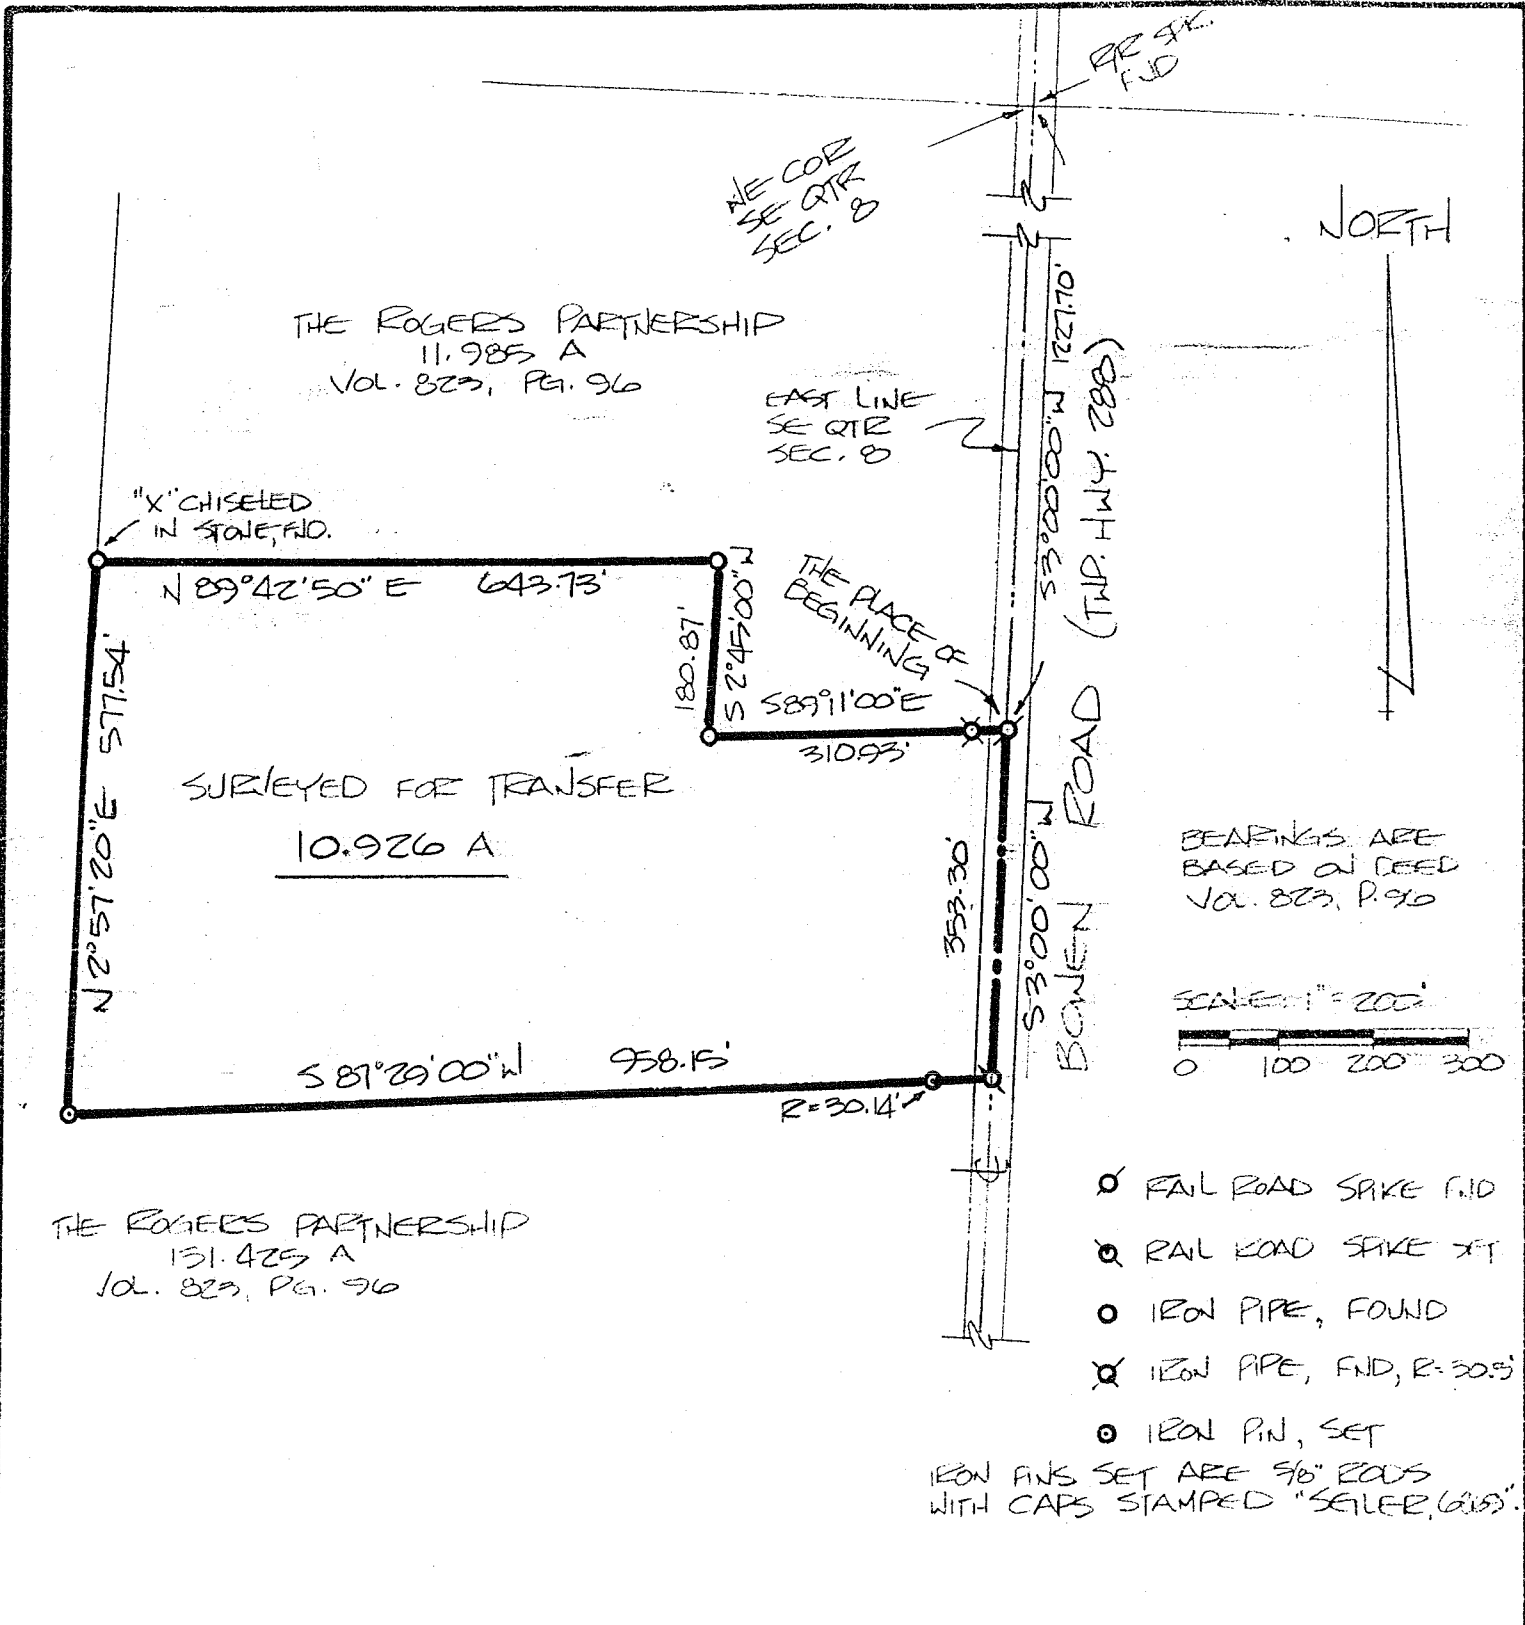 R/R SPK.
FND
NE COR
SE QTR
SEC. 8
NORTH
THE ROGERS PARTNERSHIP
11.985 A
VOL. 823, PG. 96
EAST LINE
SE QTR
SEC. 8
S 3°00'00" W 1227.70'
"X" CHISELED
IN STONE, FND.
N 89°42'50" E 643.73'
180.87'
S 2°45'00" W
THE PLACE OF
BEGINNING
S 89°11'00" E
310.93'
BOWEN ROAD (TWP. HWY. 288)
N 2°57'20" E 577.54'
SURVEYED FOR TRANSFER
10.926 A
353.30'
S 3°00'00" W
BEARINGS ARE
BASED ON DEED
VOL. 823, P. 96
SCALE: 1" = 200'
0 100 200 300
S 87°29'00" W 958.15'
R=30.14'
THE ROGERS PARTNERSHIP
131.425 A
VOL. 823, PG. 96
RAIL ROAD SPIKE FND
RAIL ROAD SPIKE SET
IRON PIPE, FOUND
IRON PIPE, FND, R=30.5'
IRON PIN, SET
IRON PINS SET ARE 5/8" RODS
WITH CAPS STAMPED "SEILER,